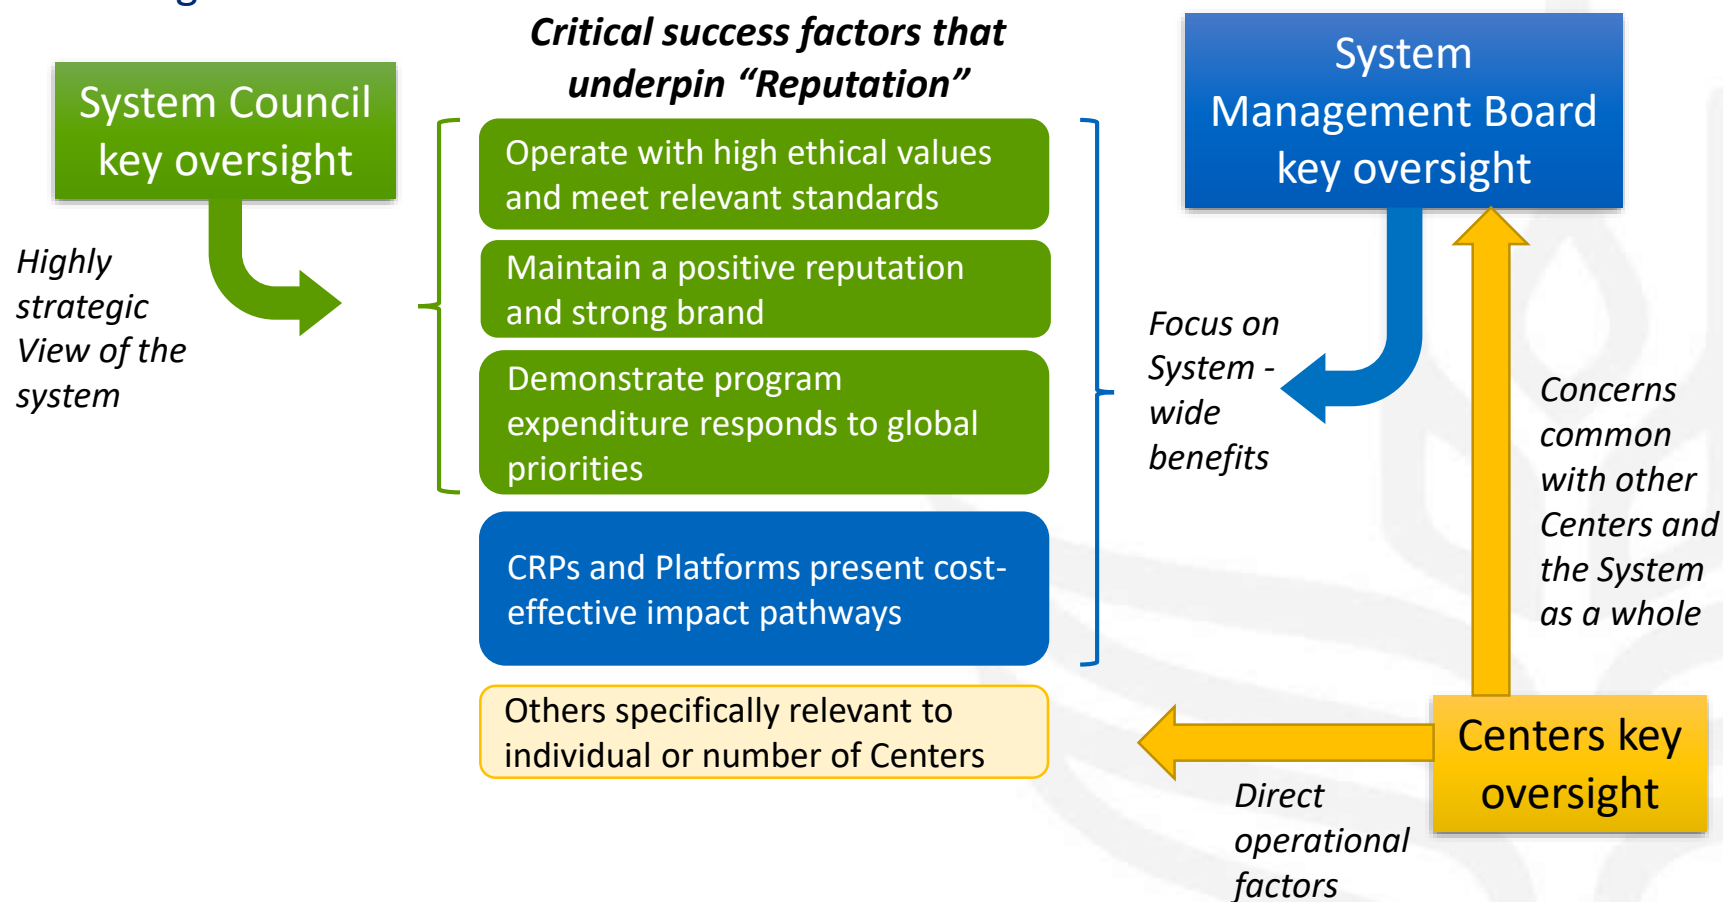 Critical success factors that
underpin “Reputation”
System Council
key oversight
Highly
strategic
View of the
system
Operate with high ethical values
and meet relevant standards
Maintain a positive reputation
and strong brand
Demonstrate program
expenditure responds to global
priorities
CRPs and Platforms present cost-
effective impact pathways
Others specifically relevant to
individual or number of Centers
System
Management Board
key oversight
Focus on
System -
wide
benefits
Concerns
common
with other
Centers and
the System
as a whole
Centers key
oversight
Direct
operational
factors